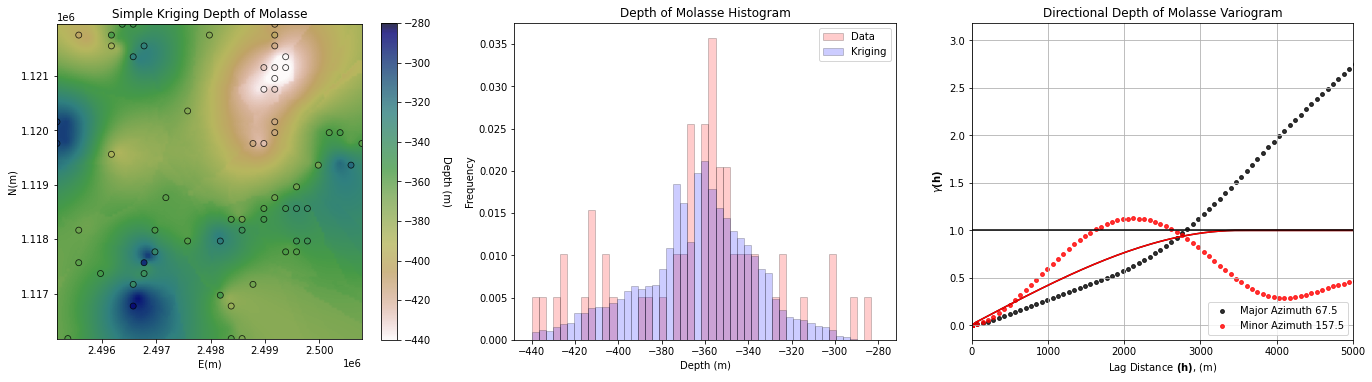 Simple Kriging Depth of Molasse
1e6
1.121
1.120
1.119
1.118
1.117
N(m)
2.496 2.497 2.498 2.499 2.500
E(m)
1e6
−280
−300
−320
−340
−360
−380
−400
−420
−440
Depth (m)
Depth of Molasse Histogram
Data
Kriging
0.035
0.030
0.025
0.020
0.015
0.010
0.005
0.000
Frequency
−440 −420 −400 −380 −360 −340 −320 −300 −280
Depth (m)
Directional Depth of Molasse Variogram
3.0
2.5
2.0
1.5
1.0
0.5
0.0
γ(h)
Major Azimuth 67.5
Minor Azimuth 157.5
0 1000 2000 3000 4000 5000
Lag Distance (h), (m)